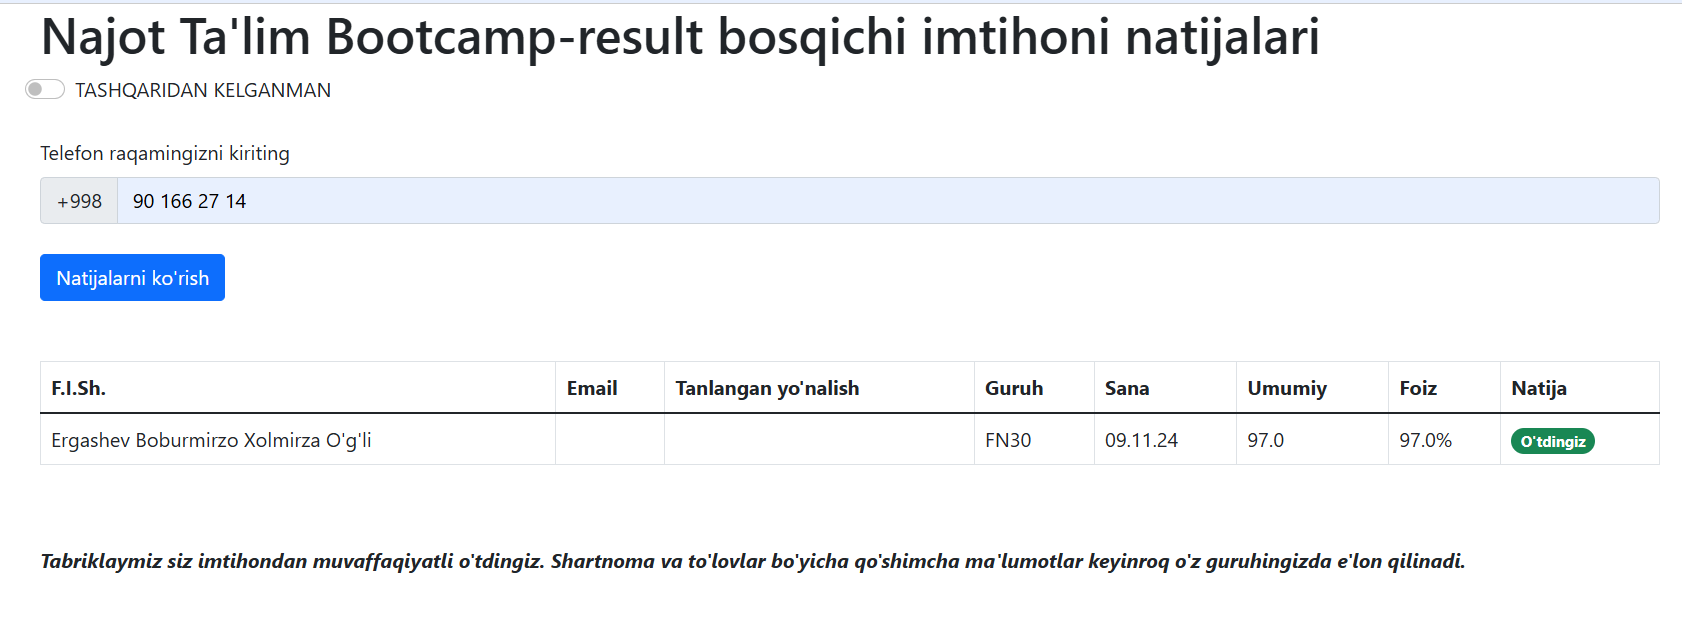 Najot Ta'lim Bootcamp-result bosqichi imtihoni natijalari
TASHQARIDAN KELGANMAN
Telefon raqamingizni kiriting
+998 90 166 27 14
Natijalarni ko'rish
F.I.Sh. Email Tanlangan yo'nalish Guruh Sana Umumiy Foiz Natija
Ergashev Boburmirzo Xolmirza O'g'li FN30 09.11.24 97.0 97.0% O'tdingiz
Tabriklaymiz siz imtihondan muvaffaqiyatli o'tdingiz. Shartnoma va to'lovlar bo'yicha qo'shimcha ma'lumotlar keyinroq o'z guruhingizda e'lon qilinadi.